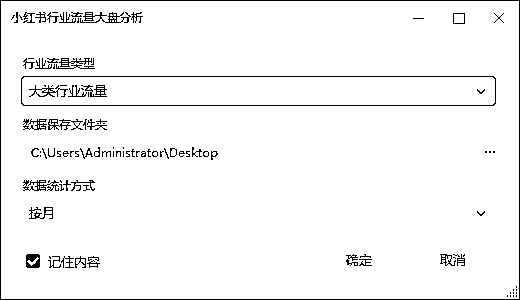 小红书行业流量大盘分析
行业流量类型
大类行业流量
数据保存文件夹
C:\Users\Administrator\Desktop
...
数据统计方式
按月
记住内容
确定
取消